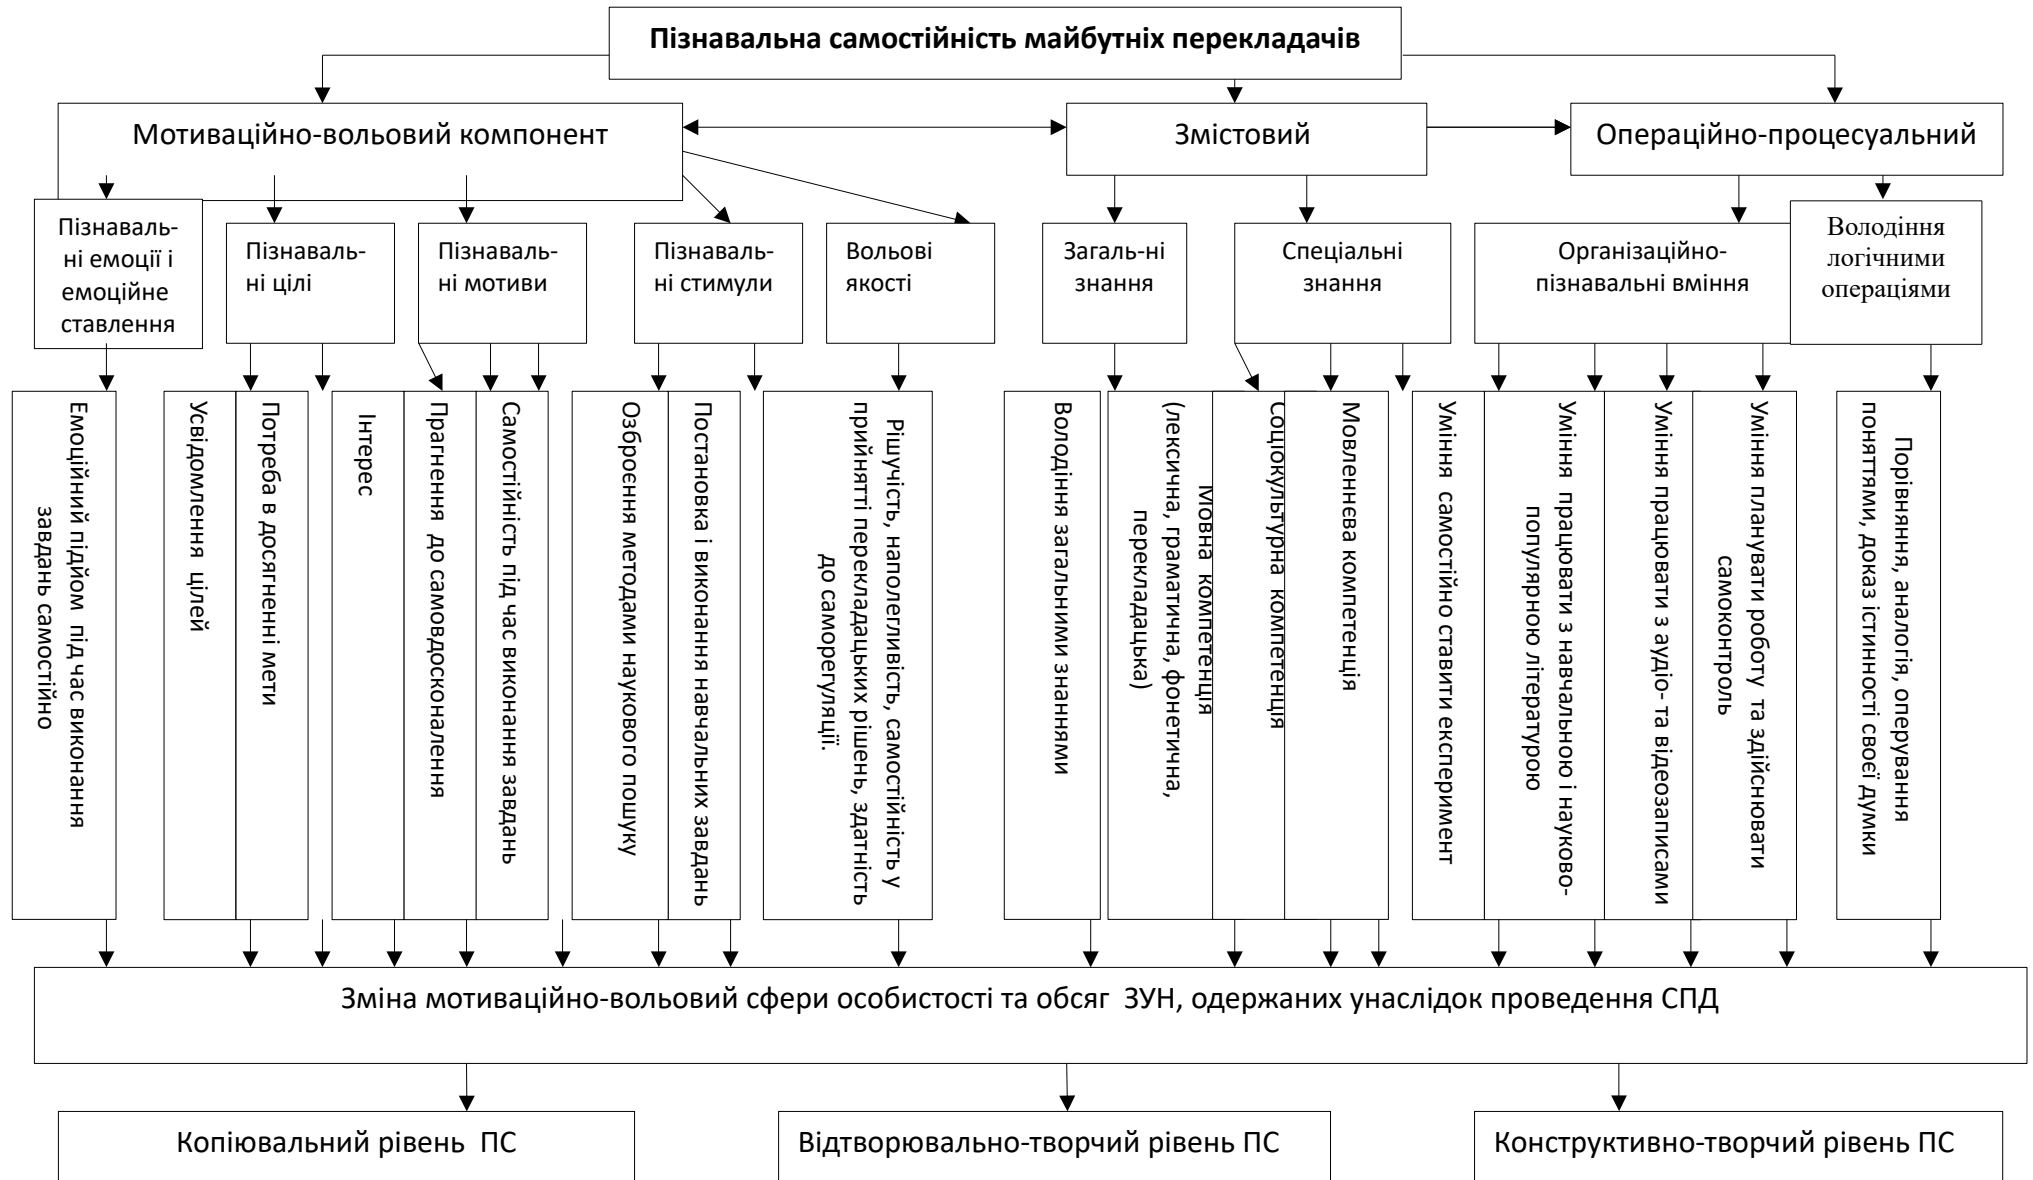 Пізнавальна самостійність майбутніх перекладачів
Мотиваційно-вольовий компонент
Змістовий
Операційно-процесуальний
Пізнаваль-
ні емоції і
емоційне
ставлення
Пізнаваль-
ні цілі
Пізнаваль-
ні мотиви
Пізнаваль-
ні стимули
Вольові
якості
Загаль-ні
знання
Спеціальні
знання
Організаційно-
пізнавальні вміння
Володіння
логічними
операціями
Емоційний підйом під час виконання
завдань самостійно
Усвідомлення цілей
Потреба в досягненні мети
Інтерес
Прагнення до самовдосконалення
Самостійність під час виконання завдань
Озброєння методами наукового пошуку
Постановка і виконання навчальних завдань
Рішучість, наполегливість, самостійність у
прийнятті перекладацьких рішень, здатність
до саморегуляції.
Володіння загальними знаннями
Мовна компетенція
(лексична, граматична, фонетична,
перекладацька)
Соціокультурна компетенція
Мовленнєва компетенція
Уміння самостійно ставити експеримент
Уміння працювати з навчальною і науково-
популярною літературою
Уміння працювати з аудіо- та відеозаписами
Уміння планувати роботу та здійснювати
самоконтроль
Порівняння, аналогія, оперування
поняттями, доказ істинності своєї думки
Зміна мотиваційно-вольовий сфери особистості та обсяг ЗУН, одержаних унаслідок проведення СПД
Копіювальний рівень ПС
Відтворювально-творчий рівень ПС
Конструктивно-творчий рівень ПС